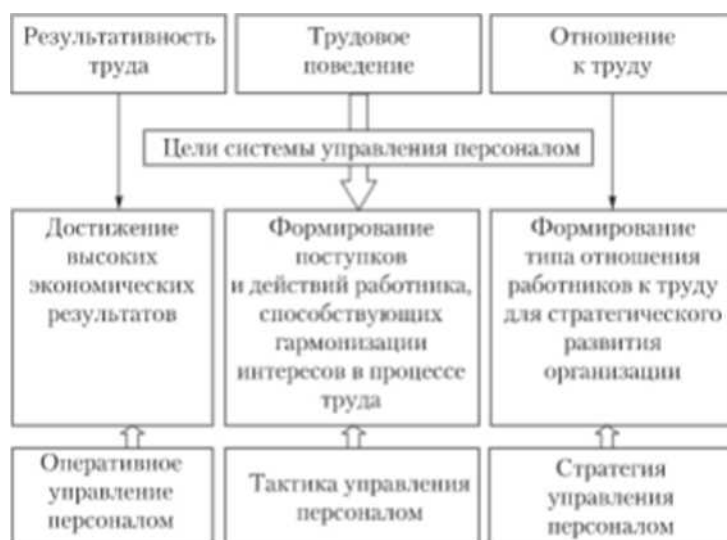 Результативность
труда
Трудовое
поведение
Отношение
к труду
Цели системы управления персоналом
Достижение
высоких
экономических
результатов
Формирование
поступков
и действий работника,
способствующих
гармонизации
интересов в процессе
труда
Формирование
типа отношения
работников к труду
для стратегического
развития
организации
Оперативное
управление
персоналом
Тактика управления
персоналом
Стратегия
управления
персоналом